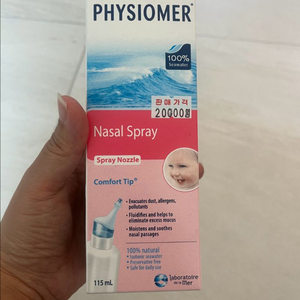 PHYSIOMER®
100%
Seawater
판매가격
20000원
Nasal Spray
Spray Nozzle
Comfort Tip®
• Evacuates dust, allergens,
pollutants
• Fluidifies and helps to
eliminate excess mucus
• Moistens and soothes
nasal passages
100% natural
• Isotonic seawater
• Preservative free
• Safe for daily use
115 mL
laboratoire
de la
Mer